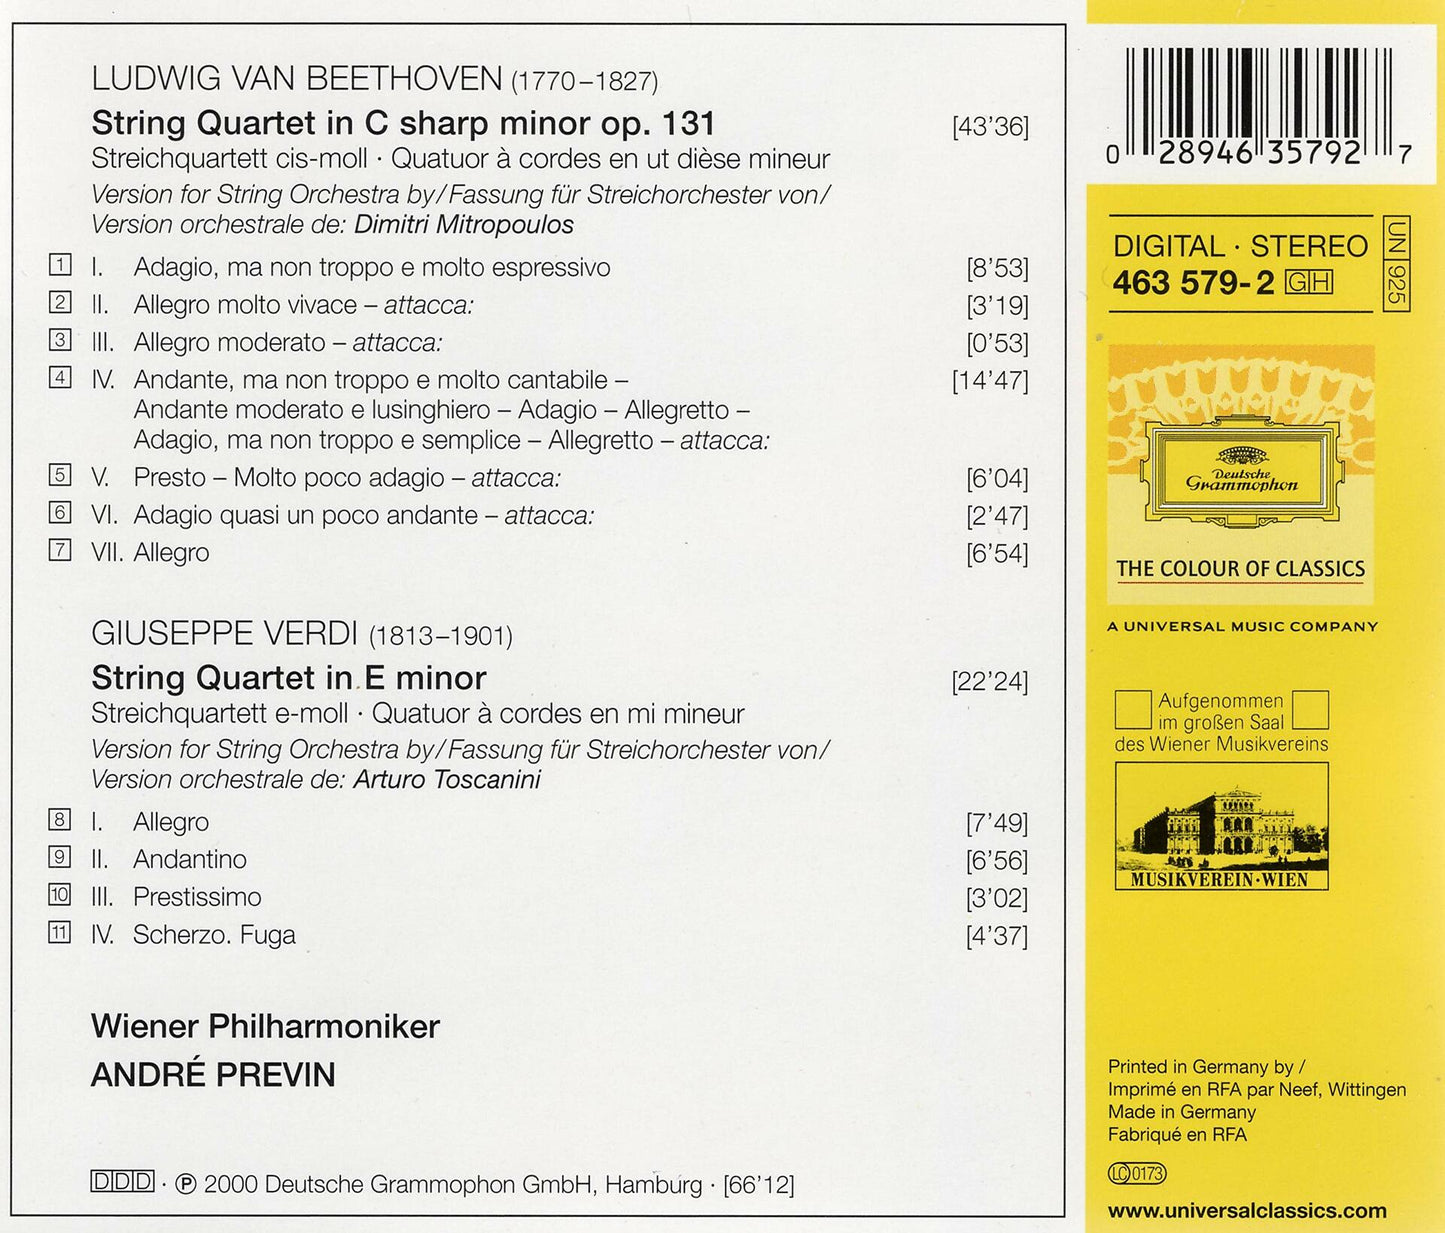 LUDWIG VAN BEETHOVEN (1770–1827)
String Quartet in C sharp minor op. 131 [43’36]
Streichquartett cis-moll · Quatuor à cordes en ut dièse mineur
Version for String Orchestra by/Fassung für Streichorchester von/
Version orchestrale de: Dimitri Mitropoulos
1 I. Adagio, ma non troppo e molto espressivo [8’53]
2 II. Allegro molto vivace – attacca: [3’19]
3 III. Allegro moderato – attacca: [0’53]
4 IV. Andante, ma non troppo e molto cantabile – [14’47]
Andante moderato e lusinghiero – Adagio – Allegretto –
Adagio, ma non troppo e semplice – Allegretto – attacca:
5 V. Presto – Molto poco adagio – attacca: [6’04]
6 VI. Adagio quasi un poco andante – attacca: [2’47]
7 VII. Allegro [6’54]
GIUSEPPE VERDI (1813–1901)
String Quartet in E minor [22’24]
Streichquartett e-moll · Quatuor à cordes en mi mineur
Version for String Orchestra by/Fassung für Streichorchester von/
Version orchestrale de: Arturo Toscanini
8 I. Allegro [7’49]
9 II. Andantino [6’56]
10 III. Prestissimo [3’02]
11 IV. Scherzo. Fuga [4’37]
Wiener Philharmoniker
ANDRÉ PREVIN
DDD · ℗ 2000 Deutsche Grammophon GmbH, Hamburg · [66’12]
0 28946 35792 7
DIGITAL · STEREO
463 579-2 GH
UN 925
Deutsche
Grammophon
THE COLOUR OF CLASSICS
A UNIVERSAL MUSIC COMPANY
Aufgenommen
im großen Saal
des Wiener Musikvereins
MUSIKVEREIN·WIEN
Printed in Germany by /
Imprimé en RFA par Neef, Wittingen
Made in Germany
Fabriqué en RFA
LC 0173
www.universalclassics.com